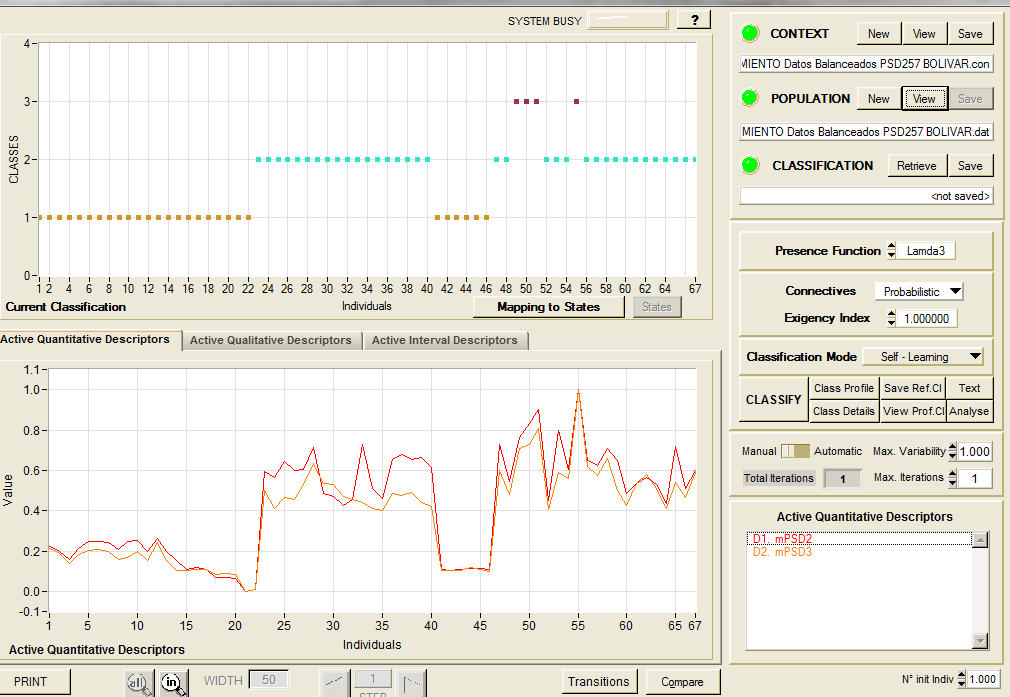 SYSTEM BUSY
?
4
3
2
1
0
CLASSES
1 2 4 6 8 10 12 14 16 18 20 22 24 26 28 30 32 34 36 38 40 42 44 46 48 50 52 54 56 58 60 62 64 67
Current Classification
Individuals
Mapping to States
States
Active Quantitative Descriptors
Active Qualitative Descriptors
Active Interval Descriptors
1.1
1.0
0.8
0.6
0.4
0.2
0.0
-0.1
Value
1 5 10 15 20 25 30 35 40 45 50 55 60 65 67
Individuals
Active Quantitative Descriptors
PRINT
all
in
WIDTH
50
1
STEP
Transitions
Compare
CONTEXT
New
View
Save
MIENTO Datos Balanceados PSD257 BOLIVAR.con
POPULATION
New
View
Save
MIENTO Datos Balanceados PSD257 BOLIVAR.dat
CLASSIFICATION
Retrieve
Save
<not saved>
Presence Function
Lamda3
Connectives
Probabilistic
Exigency Index
1.000000
Classification Mode
Self - Learning
CLASSIFY
Class Profile
Save Ref.Cl
Text
Class Details
View Prof.Cl
Analyse
Manual
Automatic
Max. Variability
1.000
Total Iterations
1
Max. Iterations
1
Active Quantitative Descriptors
D1. mPSD2
D2. mPSD3
N° init Indiv
1.000